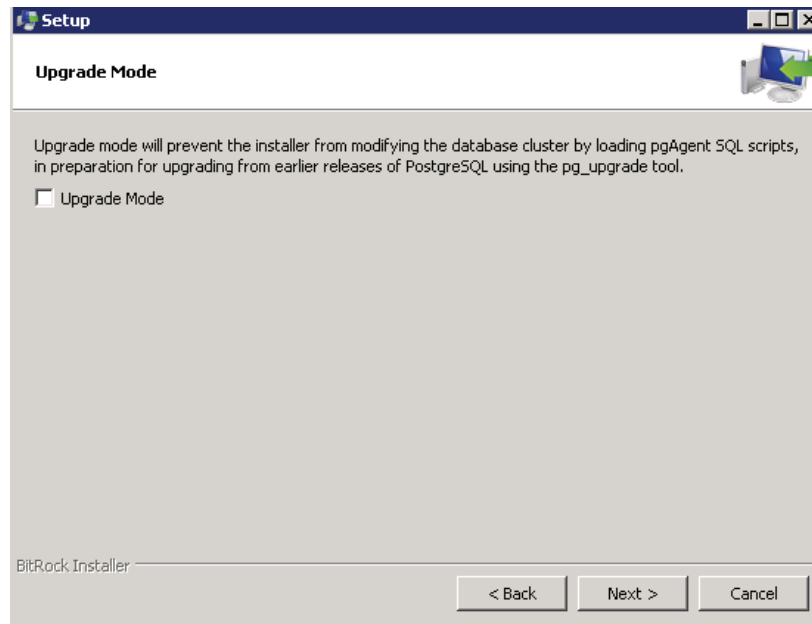 Setup
Upgrade Mode
Upgrade mode will prevent the installer from modifying the database cluster by loading pgAgent SQL scripts,
in preparation for upgrading from earlier releases of PostgreSQL using the pg_upgrade tool.
Upgrade Mode
BitRock Installer
< Back Next > Cancel